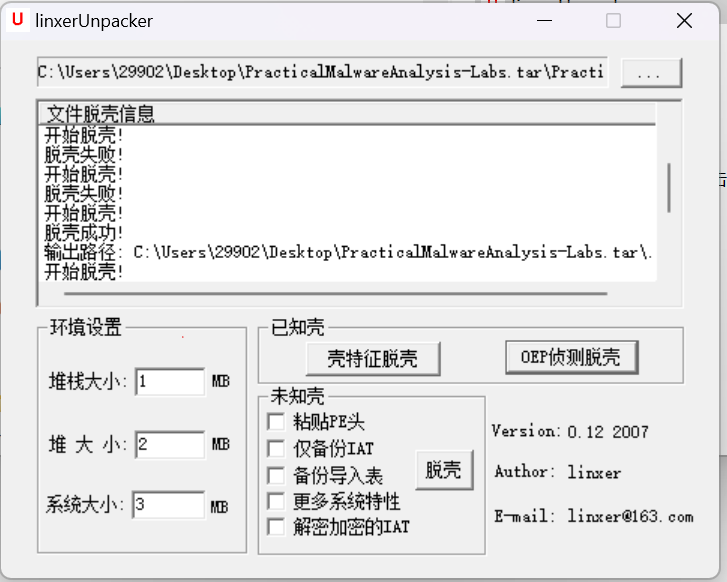 U linxerUnpacker
C:\Users\29902\Desktop\PracticalMalwareAnalysis-Labs.tar\Practi
...
文件脱壳信息
开始脱壳!
脱壳失败!
开始脱壳!
脱壳失败!
开始脱壳!
脱壳成功!
输出路径: C:\Users\29902\Desktop\PracticalMalwareAnalysis-Labs.tar\.
开始脱壳!
环境设置
堆栈大小: 1 MB
堆 大 小: 2 MB
系统大小: 3 MB
已知壳
壳特征脱壳
OEP侦测脱壳
未知壳
粘贴PE头
仅备份IAT
备份导入表
更多系统特性
解密加密的IAT
脱壳
Version: 0.12 2007
Author: linxer
E-mail: linxer@163.com